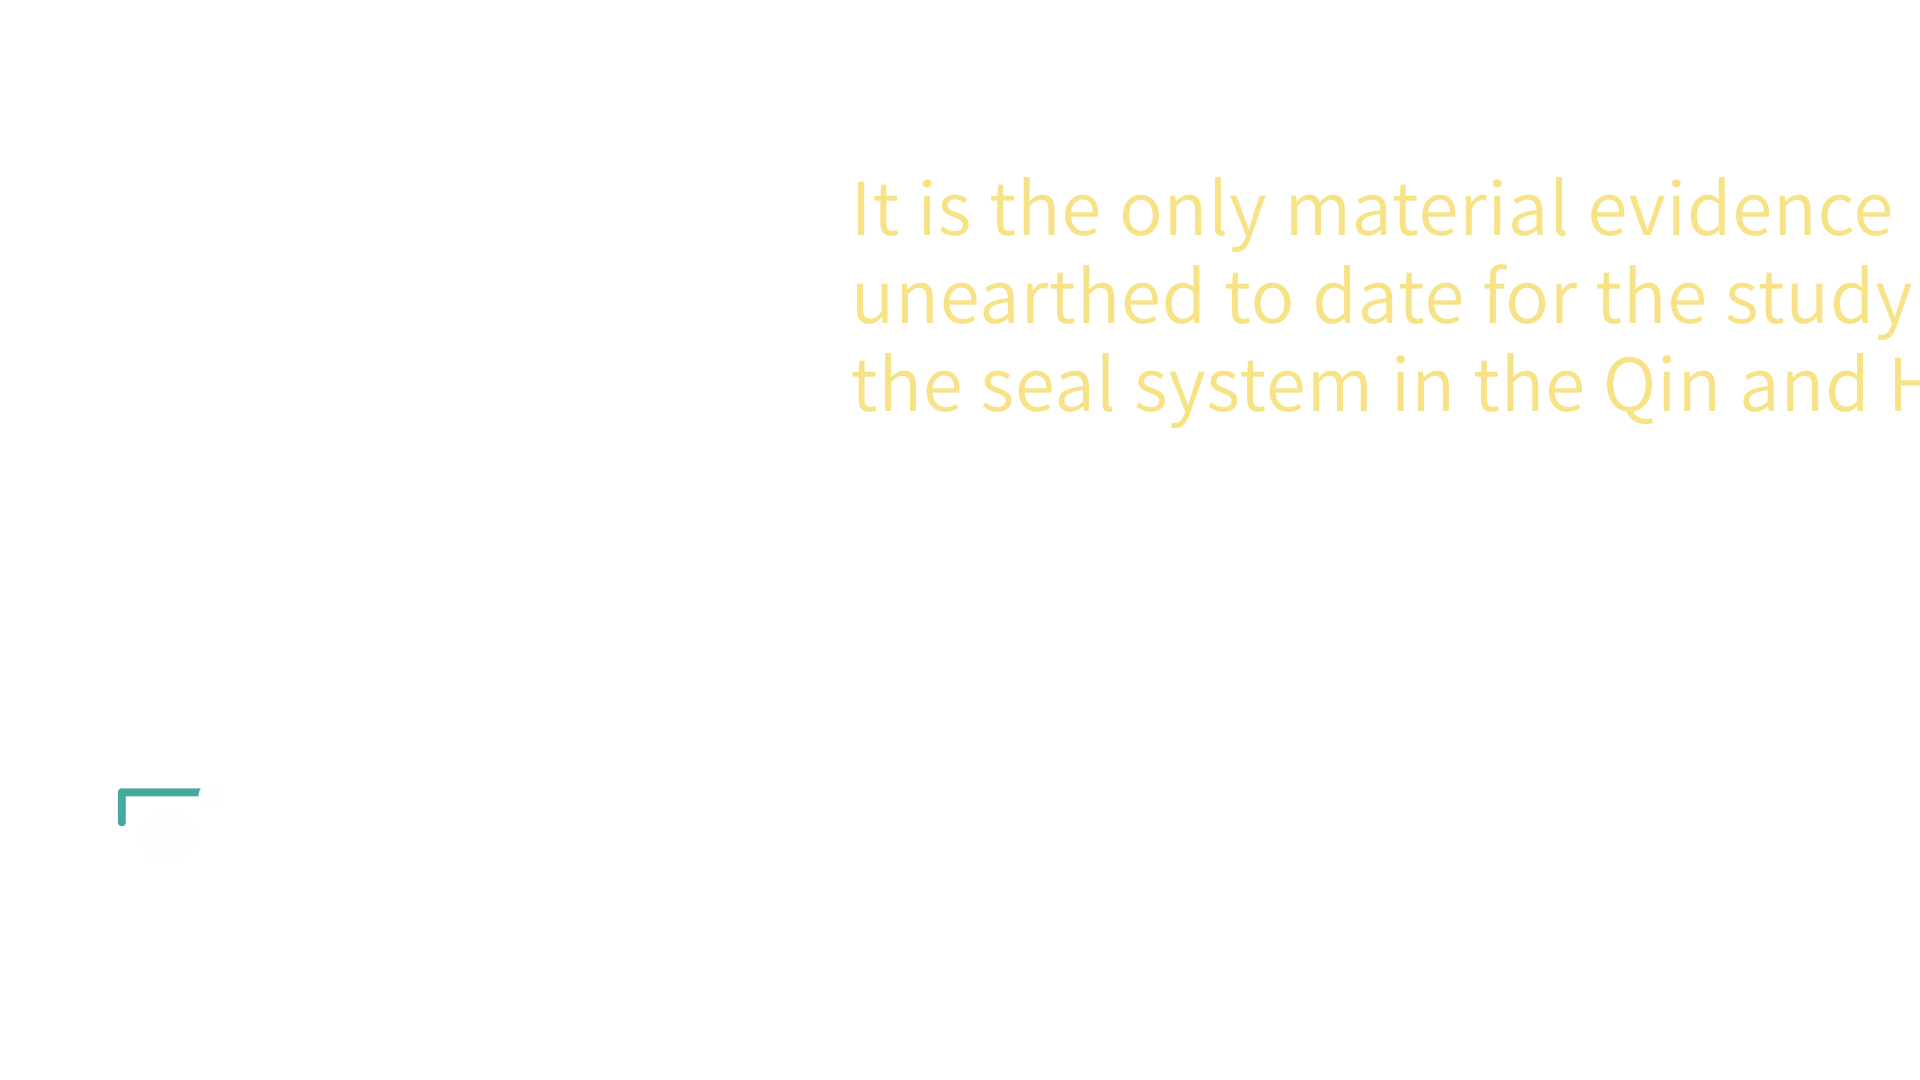 It is the only material evidence
unearthed to date for the study
the seal system in the Qin and